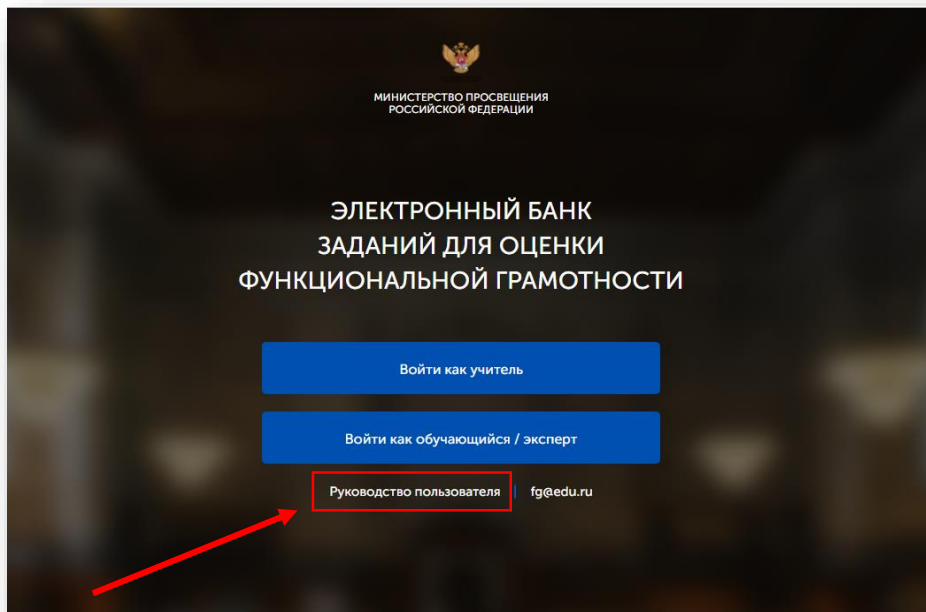 МИНИСТЕРСТВО ПРОСВЕЩЕНИЯ
РОССИЙСКОЙ ФЕДЕРАЦИИ
ЭЛЕКТРОННЫЙ БАНК
ЗАДАНИЙ ДЛЯ ОЦЕНКИ
ФУНКЦИОНАЛЬНОЙ ГРАМОТНОСТИ
Войти как учитель
Войти как обучающийся / эксперт
Руководство пользователя | fg@edu.ru